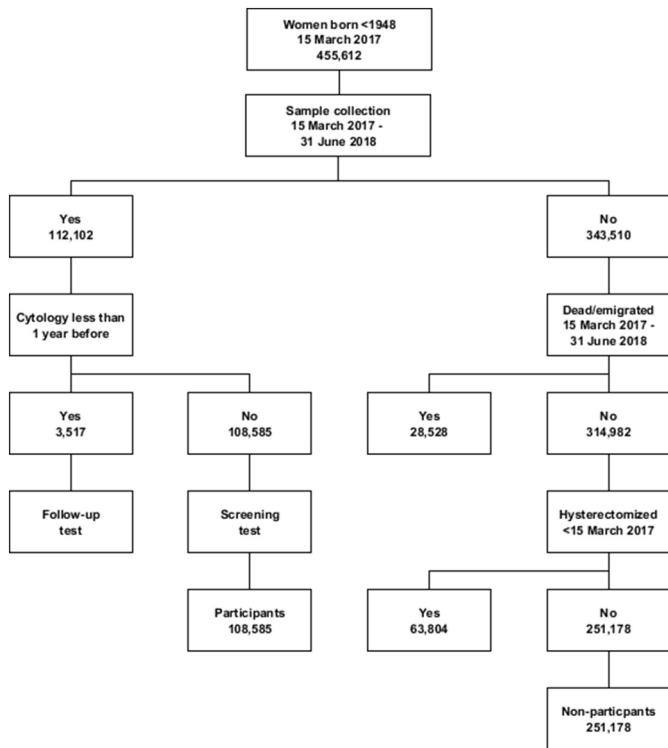 Women born <1948
15 March 2017
455,612
Sample collection
15 March 2017 -
31 June 2018
Yes
112,102
No
343,510
Cytology less than
1 year before
Dead/emigrated
15 March 2017 -
31 June 2018
Yes
3,517
No
108,585
Yes
28,528
No
314,982
Follow-up
test
Screening
test
Hysterectomized
<15 March 2017
Participants
108,585
Yes
63,804
No
251,178
Non-particpants
251,178